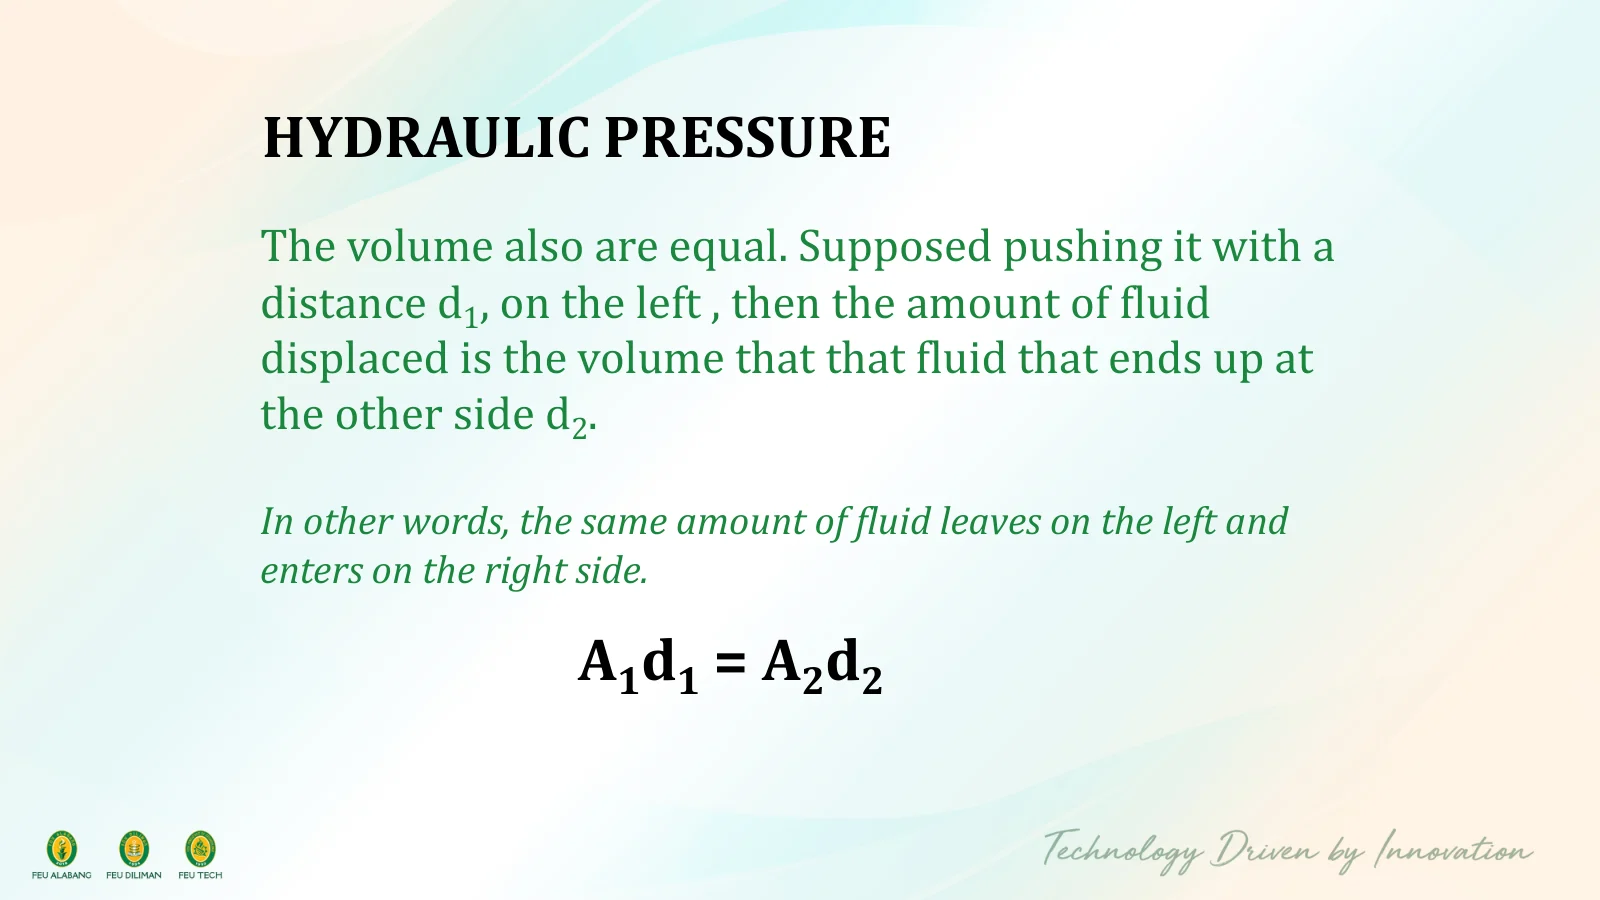 HYDRAULIC PRESSURE
The volume also are equal. Supposed pushing it with a
distance d₁, on the left , then the amount of fluid
displaced is the volume that that fluid that ends up at
the other side d₂.
In other words, the same amount of fluid leaves on the left and
enters on the right side.
A₁d₁ = A₂d₂
FEU ALABANG FEU DILIMAN FEU TECH
Technology Driven by Innovation